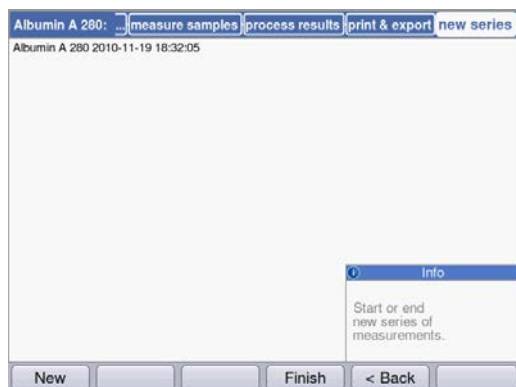 Albumin A 280: ... measure samples process results print & export new series
Albumin A 280 2010-11-19 18:32:05
Info
Start or end
new series of
measurements.
New Finish < Back